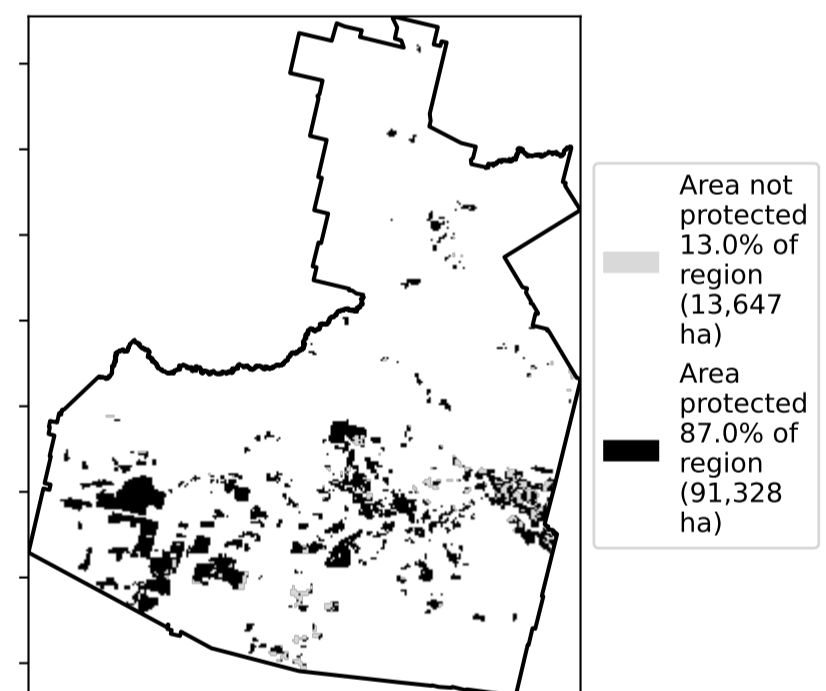 Area not
protected
13.0% of
region
(13,647
ha)
Area
protected
87.0% of
region
(91,328
ha)